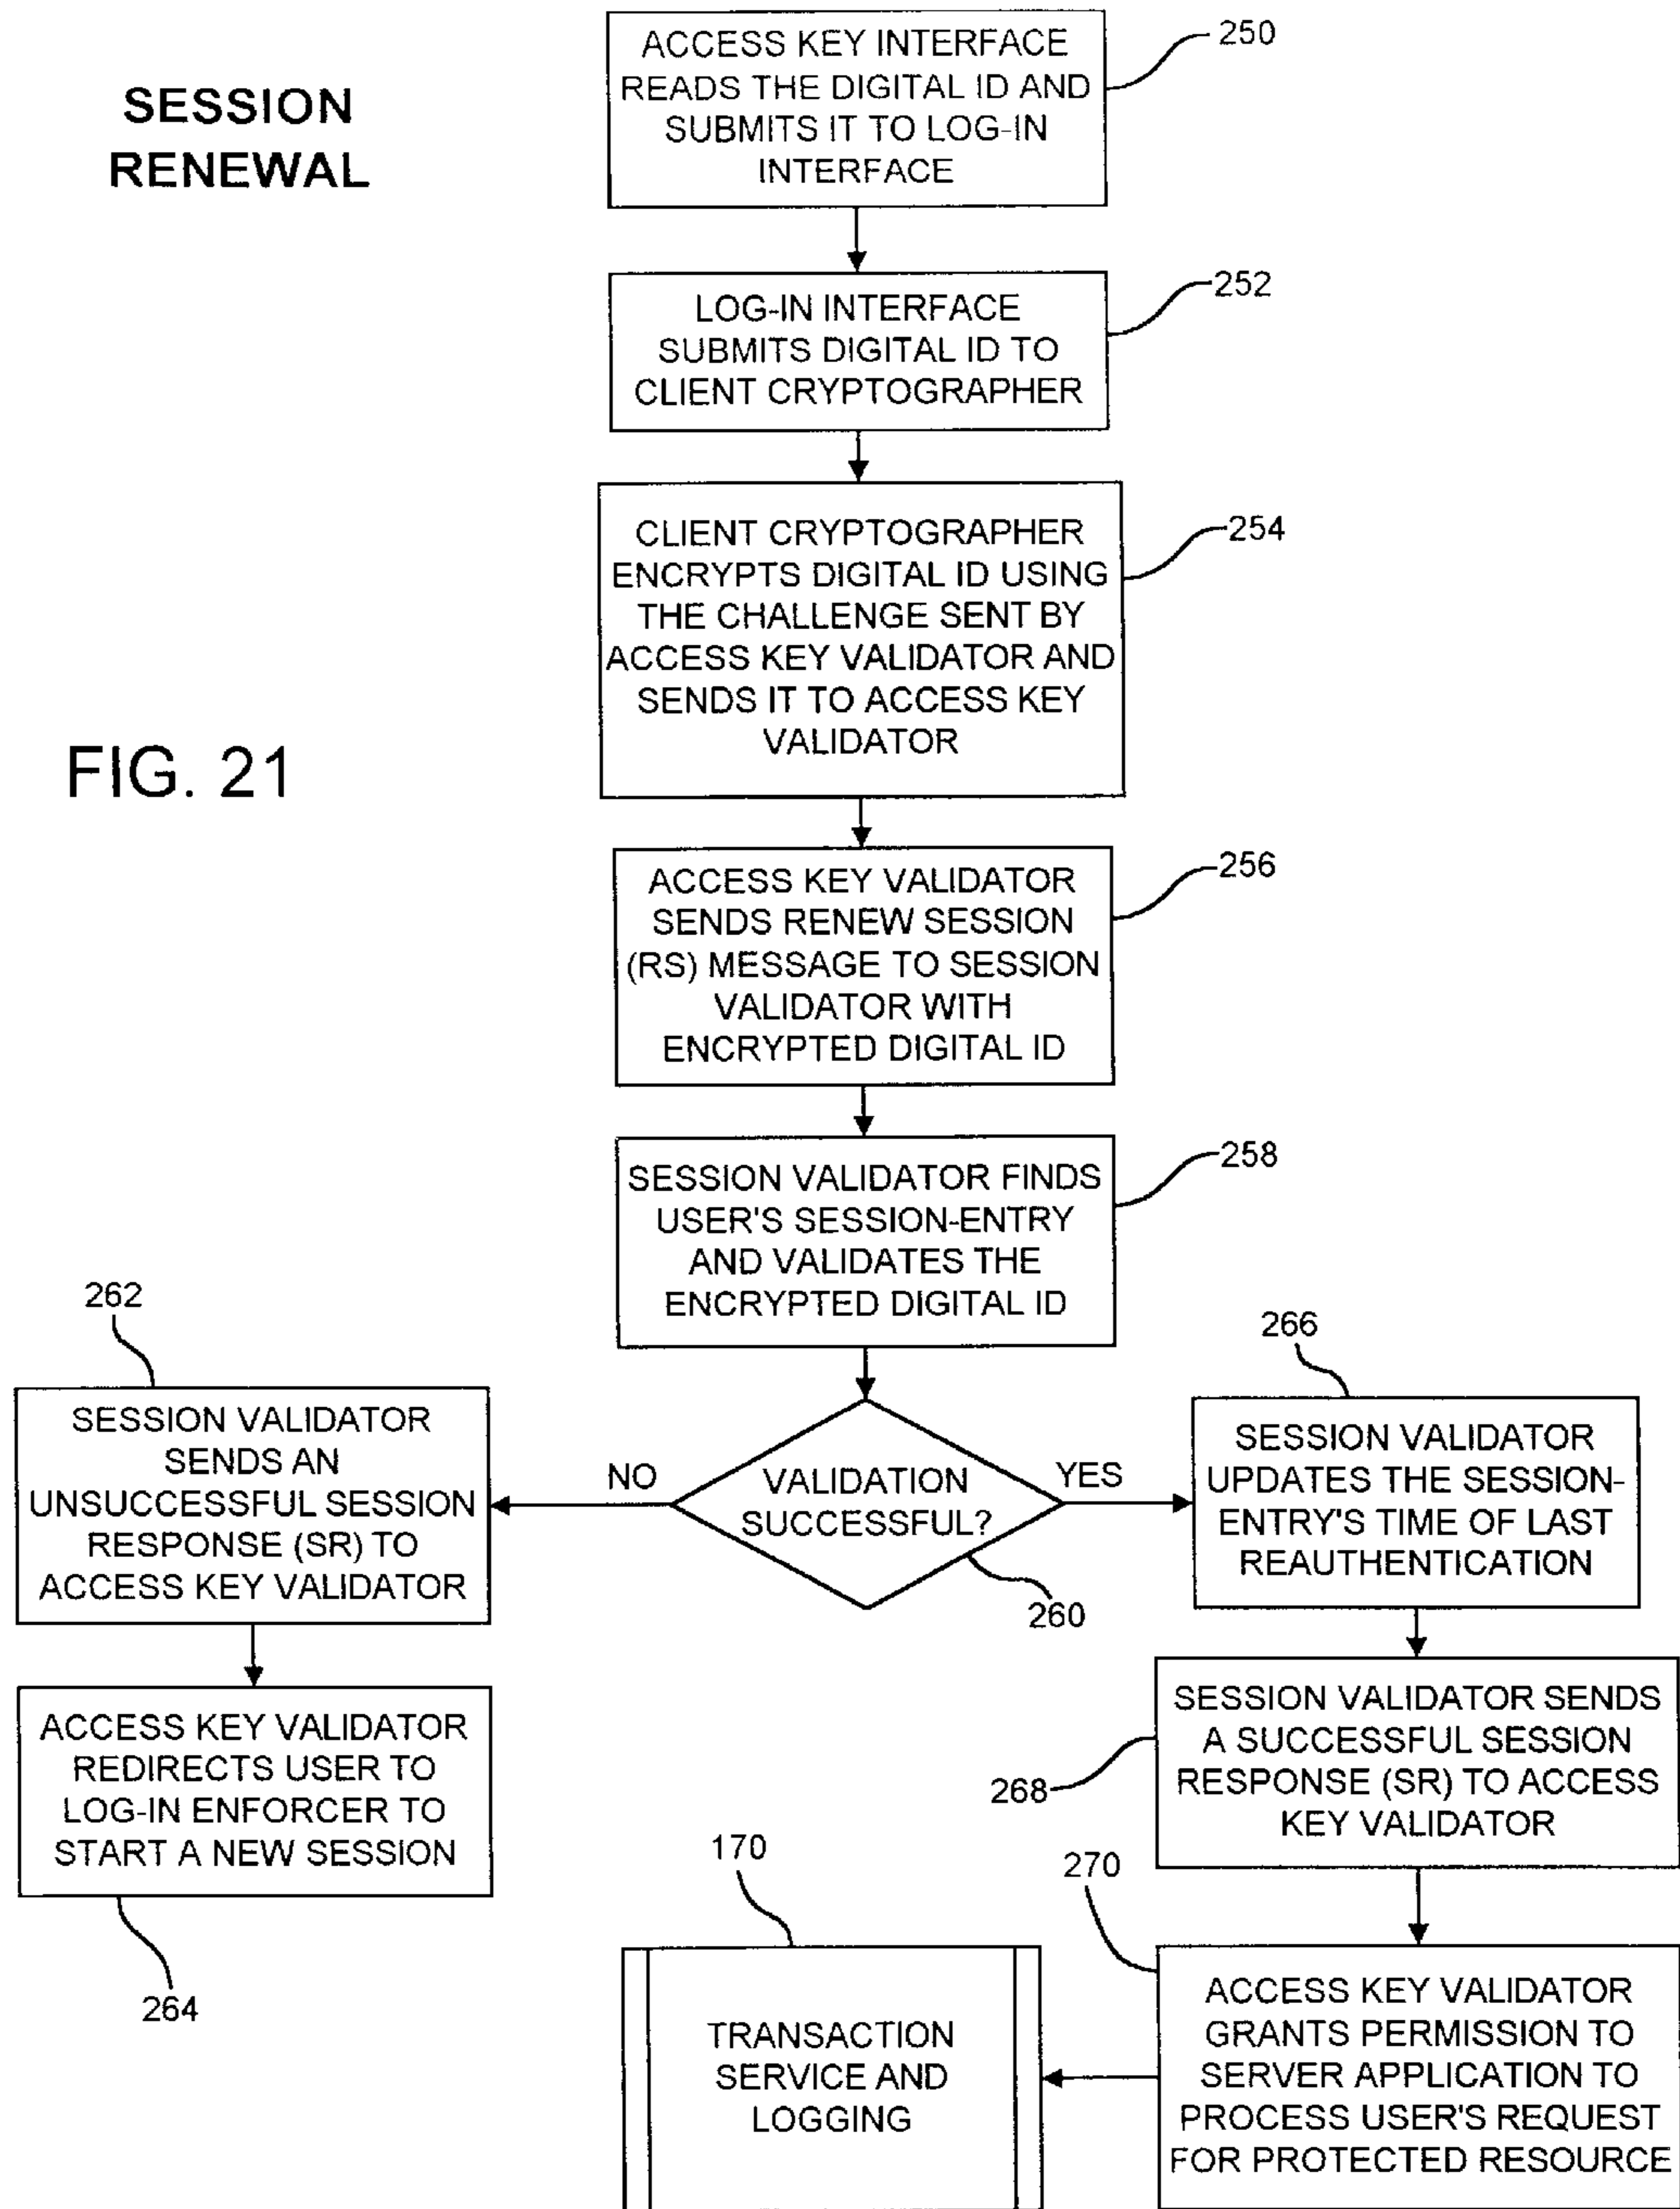 SESSION
RENEWAL
ACCESS KEY INTERFACE
READS THE DIGITAL ID AND
SUBMITS IT TO LOG-IN
INTERFACE
250
LOG-IN INTERFACE
SUBMITS DIGITAL ID TO
CLIENT CRYPTOGRAPHER
252
CLIENT CRYPTOGRAPHER
ENCRYPTS DIGITAL ID USING
THE CHALLENGE SENT BY
ACCESS KEY VALIDATOR AND
SENDS IT TO ACCESS KEY
VALIDATOR
254
FIG. 21
ACCESS KEY VALIDATOR
SENDS RENEW SESSION
(RS) MESSAGE TO SESSION
VALIDATOR WITH
ENCRYPTED DIGITAL ID
256
SESSION VALIDATOR FINDS
USER'S SESSION-ENTRY
AND VALIDATES THE
ENCRYPTED DIGITAL ID
258
VALIDATION
SUCCESSFUL?
260
NO
YES
262
SESSION VALIDATOR
SENDS AN
UNSUCCESSFUL SESSION
RESPONSE (SR) TO
ACCESS KEY VALIDATOR
ACCESS KEY VALIDATOR
REDIRECTS USER TO
LOG-IN ENFORCER TO
START A NEW SESSION
264
266
SESSION VALIDATOR
UPDATES THE SESSION-
ENTRY'S TIME OF LAST
REAUTHENTICATION
SESSION VALIDATOR SENDS
A SUCCESSFUL SESSION
RESPONSE (SR) TO ACCESS
KEY VALIDATOR
268
270
ACCESS KEY VALIDATOR
GRANTS PERMISSION TO
SERVER APPLICATION TO
PROCESS USER'S REQUEST
FOR PROTECTED RESOURCE
170
TRANSACTION
SERVICE AND
LOGGING